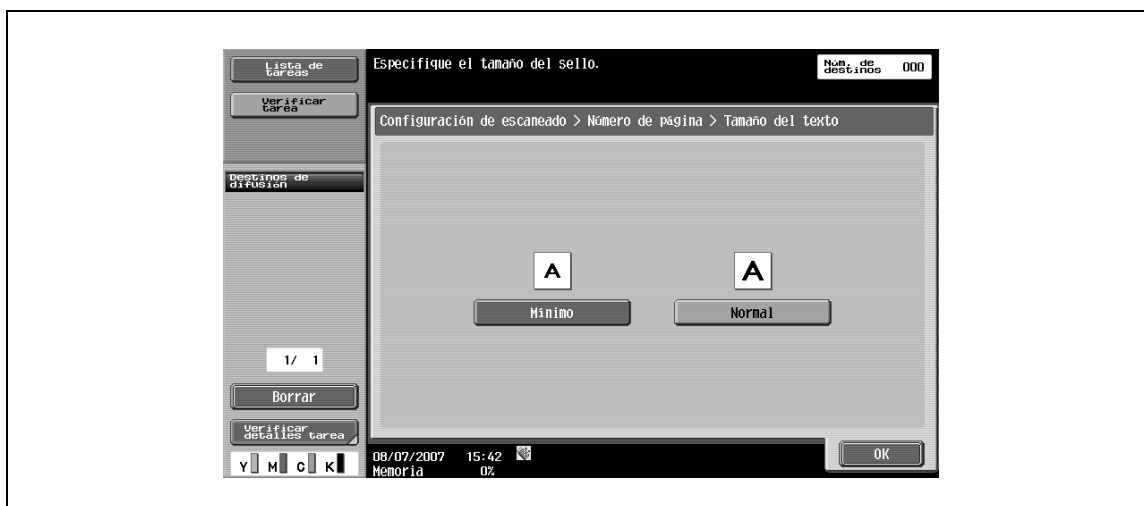 Lista de
tareas
Verificar
tarea
Especifique el tamaño del sello.
Núm. de
destinos 000
Configuración de escaneado > Número de página > Tamaño del texto
Destinos de
difusión
A
A
Mínimo
Normal
1/ 1
Borrar
Verificar
detalles tarea
Y M C K
08/07/2007 15:42
Memoria 0%
OK